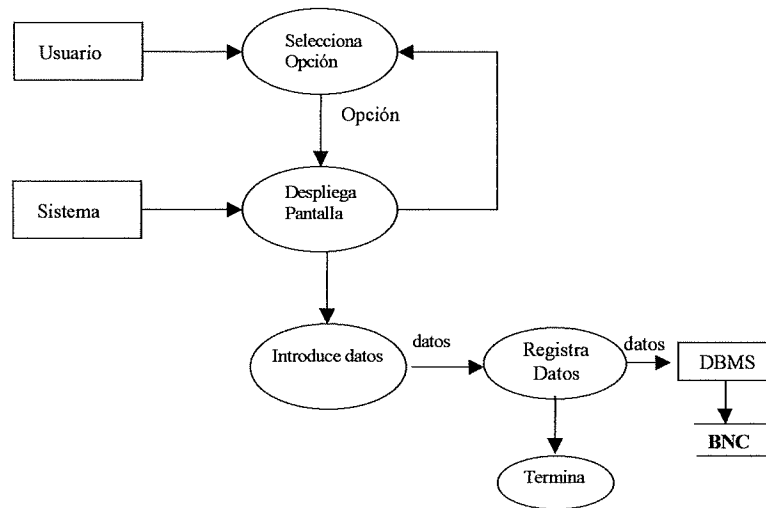 Usuario
Selecciona
Opción
Opción
Sistema
Despliega
Pantalla
Introduce datos
datos
Registra
Datos
datos
DBMS
BNC
Termina